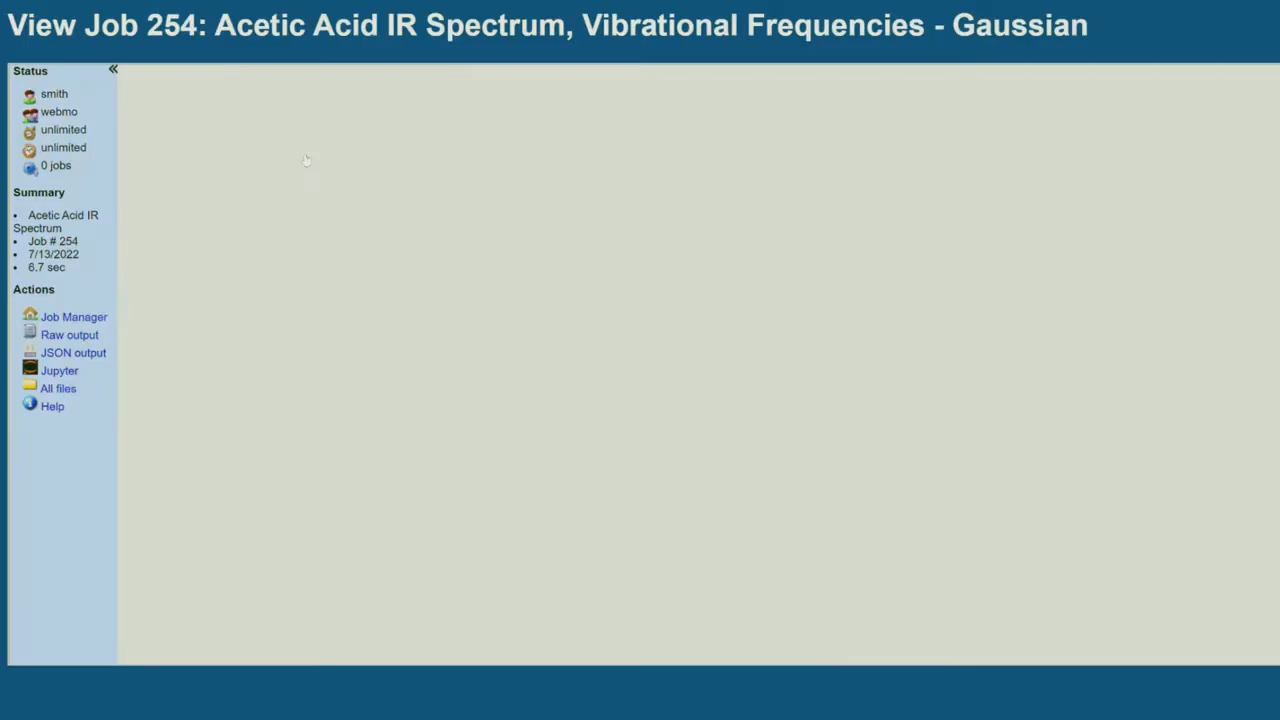 View Job 254: Acetic Acid IR Spectrum, Vibrational Frequencies - Gaussian
Status
smith
webmo
unlimited
unlimited
0 jobs
Summary
• Acetic Acid IR
Spectrum
• Job # 254
• 7/13/2022
• 6.7 sec
Actions
Job Manager
Raw output
JSON output
Jupyter
All files
Help